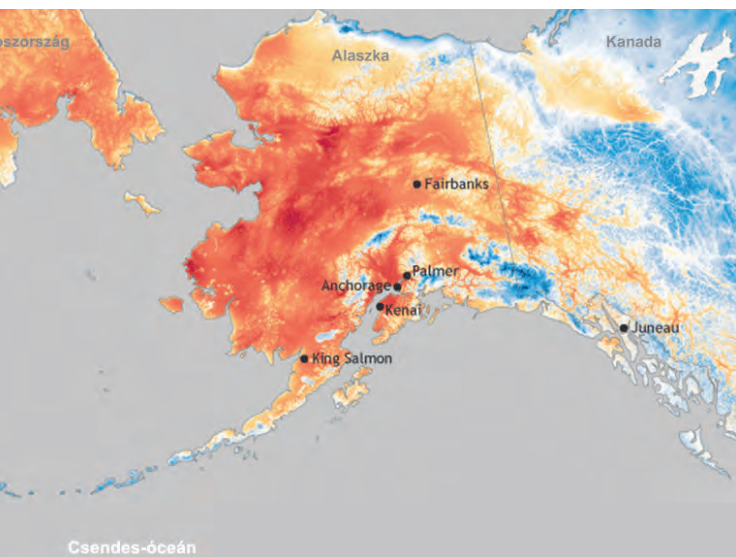 oszország
Alaszka
Kanada
Fairbanks
Palmer
Anchorage
Kenai
Juneau
King Salmon
Csendes-óceán